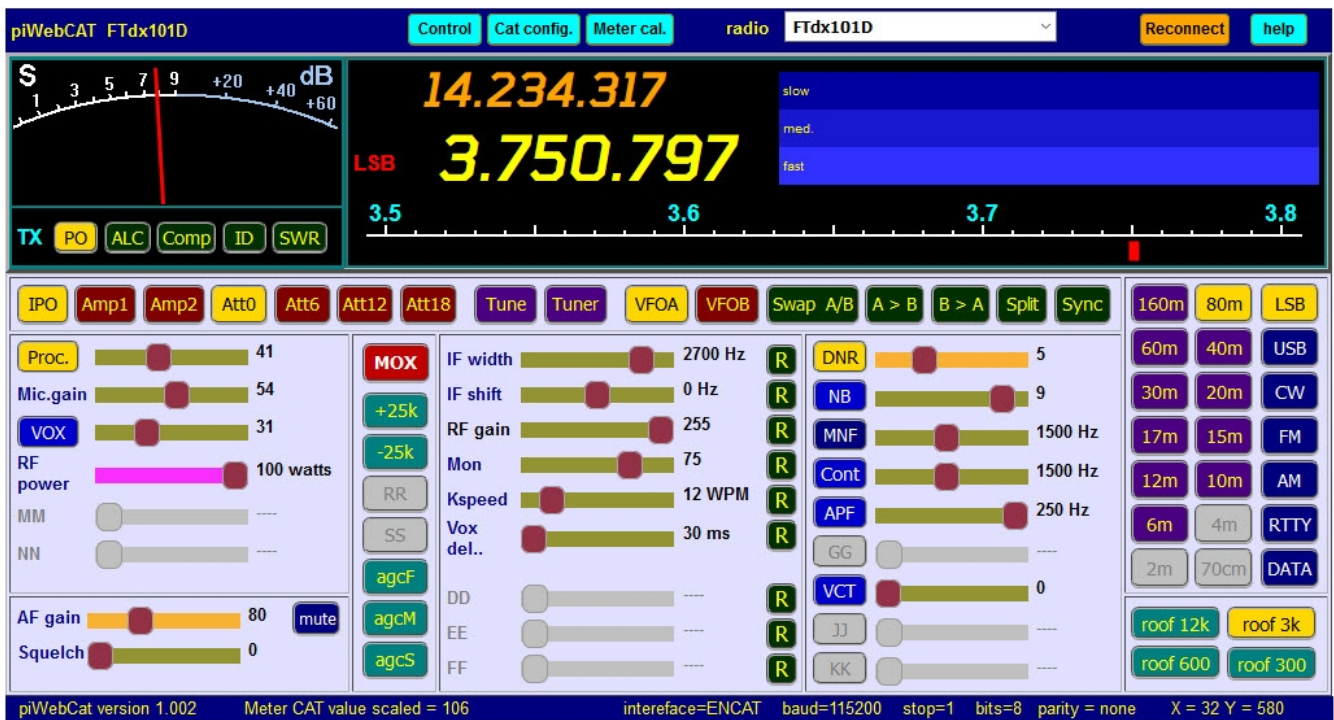 piWebCAT FTdx101D Control Cat config. Meter cal. radio FTdx101D Reconnect help
S 1 3 5 7 9 +20 +40 +60 dB
14.234.317
LSB 3.750.797
slow
med.
fast
3.5 3.6 3.7 3.8
TX PO ALC Comp ID SWR
IPO Amp1 Amp2 Att0 Att6 Att12 Att18 Tune Tuner VFOA VFOB Swap A/B A > B B > A Split Sync
Proc. 41
Mic.gain 54
VOX 31
RF power 100 watts
MM ----
NN ----
AF gain 80 mute
Squelch 0
MOX
+25k
-25k
RR
SS
agcF
agcM
agcS
IF width 2700 Hz R
IF shift 0 Hz R
RF gain 255 R
Mon 75 R
Kspeed 12 WPM R
Vox del.. 30 ms R
DD ---- R
EE ---- R
FF ---- R
DNR 5
NB 9
MNF 1500 Hz
Cont 1500 Hz
APF 250 Hz
GG ----
VCT 0
JJ ----
KK ----
160m 80m LSB
60m 40m USB
30m 20m CW
17m 15m FM
12m 10m AM
6m 4m RTTY
2m 70cm DATA
roof 12k roof 3k
roof 600 roof 300
piWebCat version 1.002 Meter CAT value scaled = 106 intereface=ENCAT baud=115200 stop=1 bits=8 parity = none X = 32 Y = 580